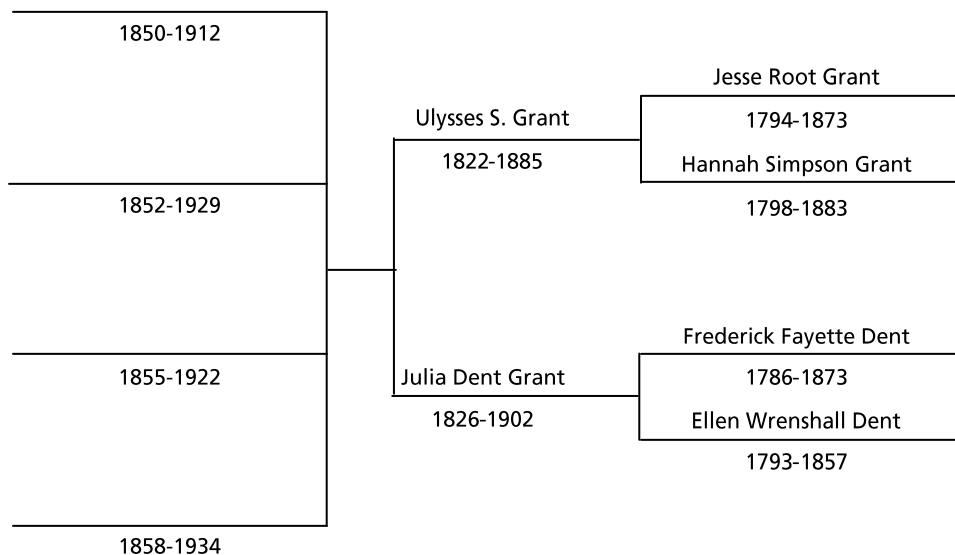 1850-1912
1852-1929
1855-1922
1858-1934
Ulysses S. Grant
1822-1885
Julia Dent Grant
1826-1902
Jesse Root Grant
1794-1873
Hannah Simpson Grant
1798-1883
Frederick Fayette Dent
1786-1873
Ellen Wrenshall Dent
1793-1857